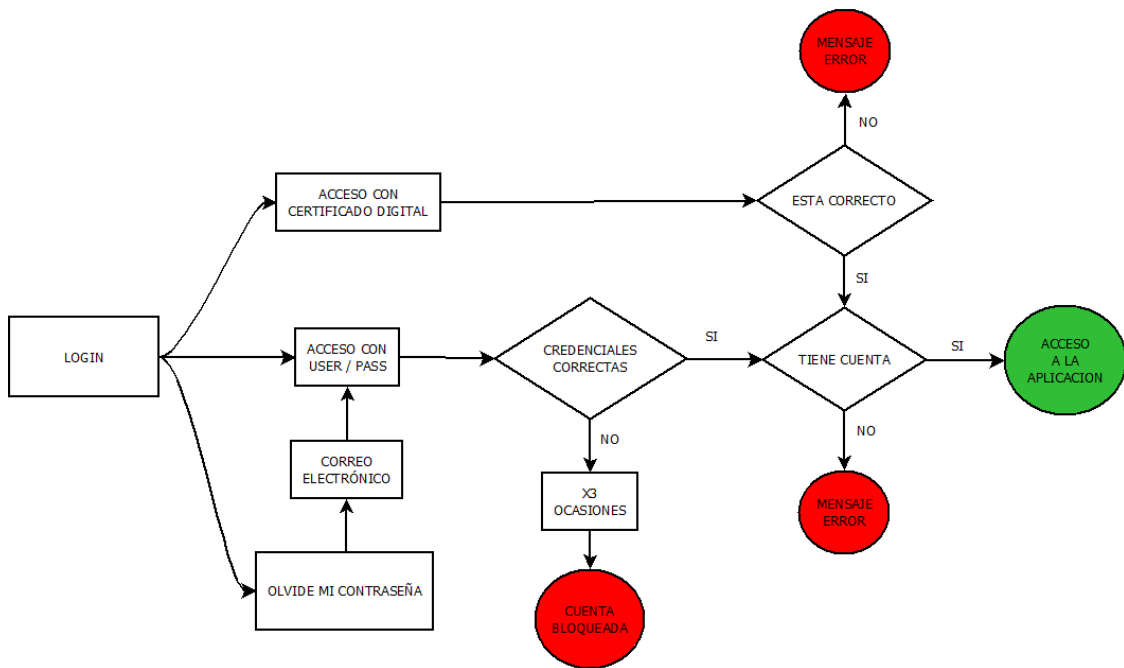 MENSAJE
ERROR
NO
ACCESO CON
CERTIFICADO DIGITAL
ESTA CORRECTO
SI
LOGIN
ACCESO CON
USER / PASS
CREDENCIALES
CORRECTAS
SI
TIENE CUENTA
SI
ACCESO
A LA
APLICACION
NO
NO
CORREO
ELECTRÓNICO
X3
OCASIONES
MENSAJE
ERROR
OLVIDE MI CONTRASEÑA
CUENTA
BLOQUEADA